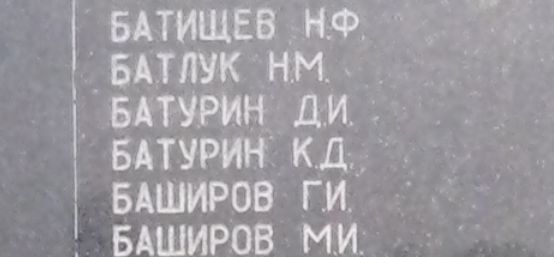 БАТИЩЕВ Н.Ф.
БАТЛУК Н.М.
БАТУРИН Д.И.
БАТУРИН К.Д.
БАШИРОВ Г.И.
БАШИРОВ М.И.